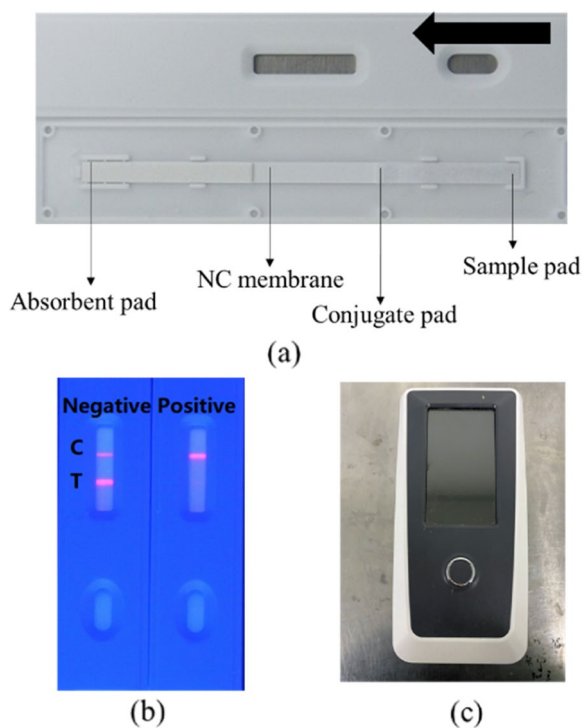 Absorbent pad
NC membrane
Conjugate pad
Sample pad
(a)
Negative Positive
C
T
(b)
(c)